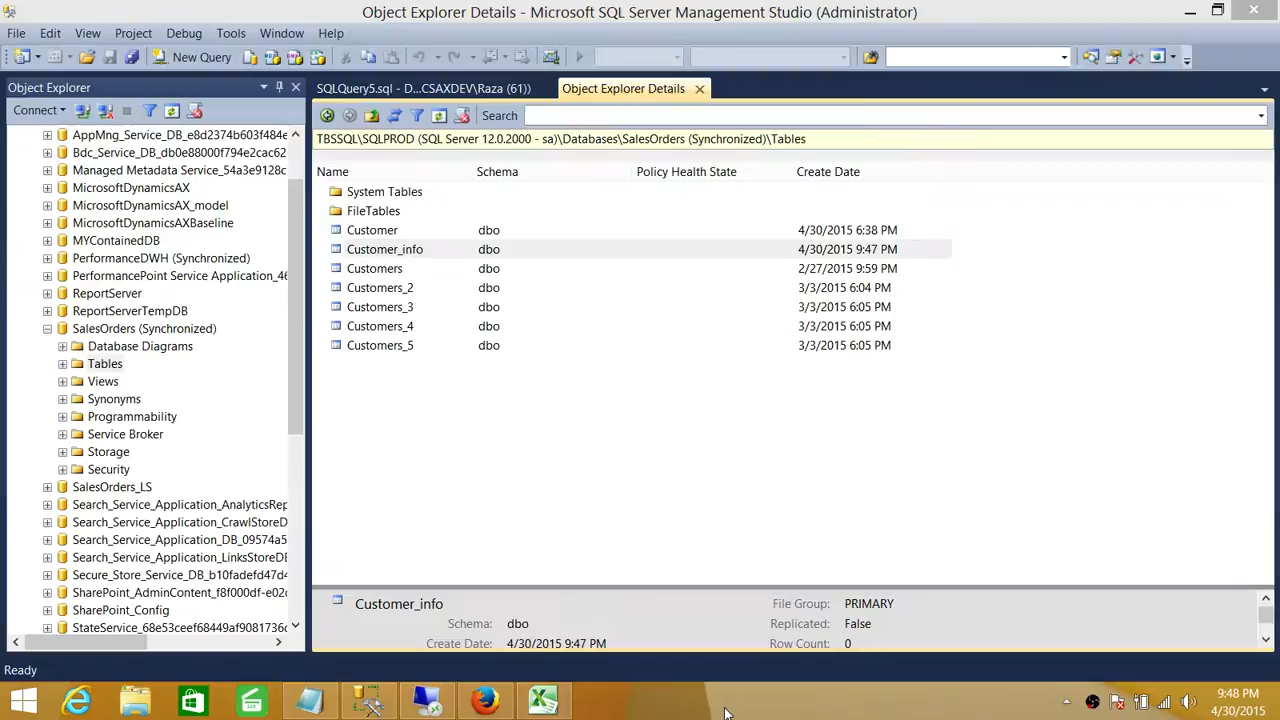 Object Explorer Details - Microsoft SQL Server Management Studio (Administrator)
File Edit View Project Debug Tools Window Help
New Query
Object Explorer
SQLQuery5.sql - D...CSAXDEV\Raza (61))
Object Explorer Details
Connect
Search
AppMng_Service_DB_e8d2374b603f484e
Bdc_Service_DB_db0e88000f794e2cac62
Managed Metadata Service_54a3e9128c
MicrosoftDynamicsAX
MicrosoftDynamicsAX_model
MicrosoftDynamicsAXBaseline
MYContainedDB
PerformanceDWH (Synchronized)
PerformancePoint Service Application_46
ReportServer
ReportServerTempDB
SalesOrders (Synchronized)
Database Diagrams
Tables
Views
Synonyms
Programmability
Service Broker
Storage
Security
SalesOrders_LS
Search_Service_Application_AnalyticsRep
Search_Service_Application_CrawlStoreD
Search_Service_Application_DB_09574a5
Search_Service_Application_LinksStoreDB
Secure_Store_Service_DB_b10fadefd47d4
SharePoint_AdminContent_f8f000df-e02c
SharePoint_Config
StateService_68e53ceef68449af9081736c
TBSSQL\SQLPROD (SQL Server 12.0.2000 - sa)\Databases\SalesOrders (Synchronized)\Tables
Name Schema Policy Health State Create Date
System Tables
FileTables
Customer dbo 4/30/2015 6:38 PM
Customer_info dbo 4/30/2015 9:47 PM
Customers dbo 2/27/2015 9:59 PM
Customers_2 dbo 3/3/2015 6:04 PM
Customers_3 dbo 3/3/2015 6:05 PM
Customers_4 dbo 3/3/2015 6:05 PM
Customers_5 dbo 3/3/2015 6:05 PM
Customer_info File Group: PRIMARY
Schema: dbo Replicated: False
Create Date: 4/30/2015 9:47 PM Row Count: 0
Ready
9:48 PM
4/30/2015